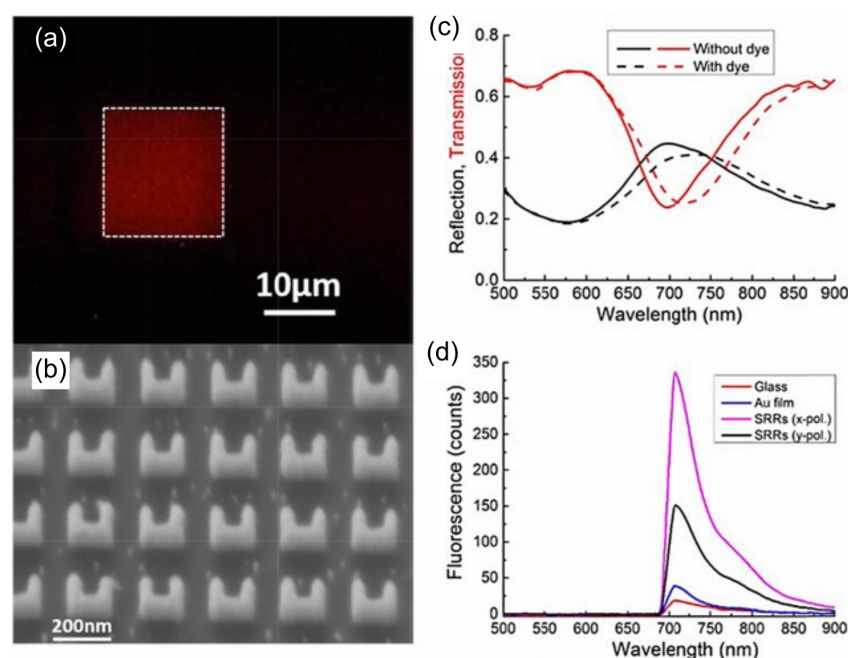 (a)
10μm
(b)
200nm
(c)
Without dye
With dye
Reflection, Transmissio
0.8
0.6
0.4
0.2
0.0
500 550 600 650 700 750 800 850 900
Wavelength (nm)
(d)
Glass
Au film
SRRs (x-pol.)
SRRs (y-pol.)
Fluorescence (counts)
350
300
250
200
150
100
50
0
500 550 600 650 700 750 800 850 900
Wavelength (nm)